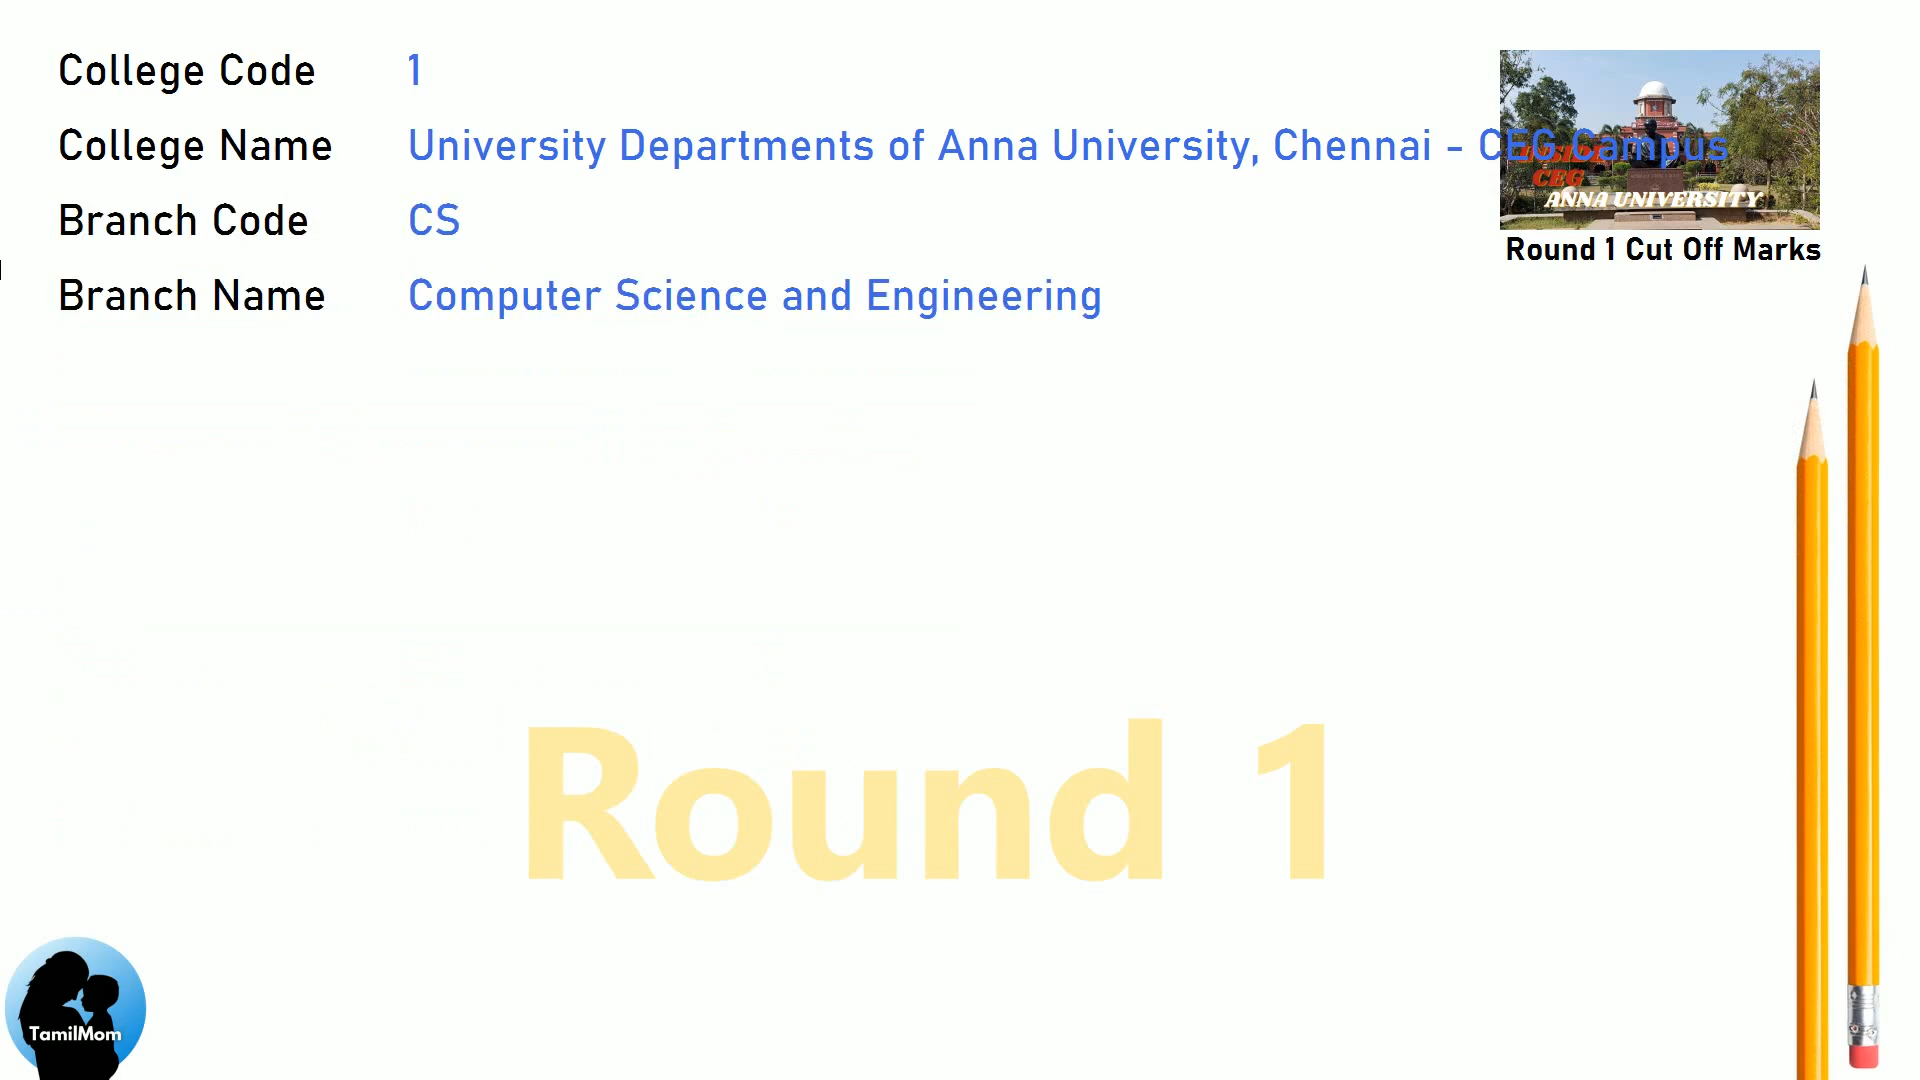 College Code 1
College Name University Departments of Anna University, Chennai - CEG Campus
Branch Code CS
Branch Name Computer Science and Engineering
INSIDE
CEG
ANNA UNIVERSITY
Round 1 Cut Off Marks
Round 1
TamilMom